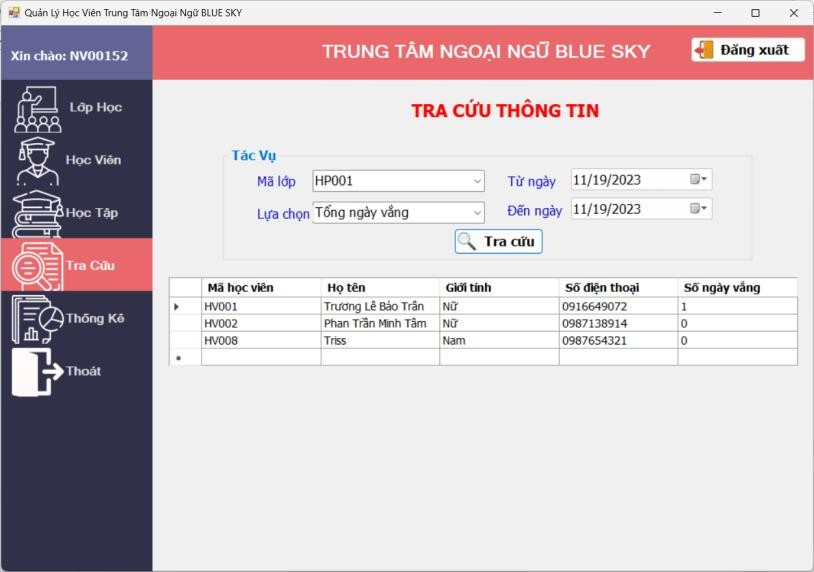 Quản Lý Học Viên Trung Tâm Ngoại Ngữ BLUE SKY
Xin chào: NV00152
TRUNG TÂM NGOẠI NGỮ BLUE SKY
Đăng xuất
Lớp Học
Học Viên
Học Tập
Tra Cứu
Thống Kê
Thoát
TRA CỨU THÔNG TIN
Tác Vụ
Mã lớp HP001 Từ ngày 11/19/2023
Lựa chọn Tổng ngày vắng Đến ngày 11/19/2023
Tra cứu
Mã học viên Họ tên Giới tính Số điện thoại Số ngày vắng
HV001 Trương Lê Bảo Trân Nữ 0916649072 1
HV002 Phan Trần Minh Tâm Nữ 0987138914 0
HV008 Triss Nam 0987654321 0